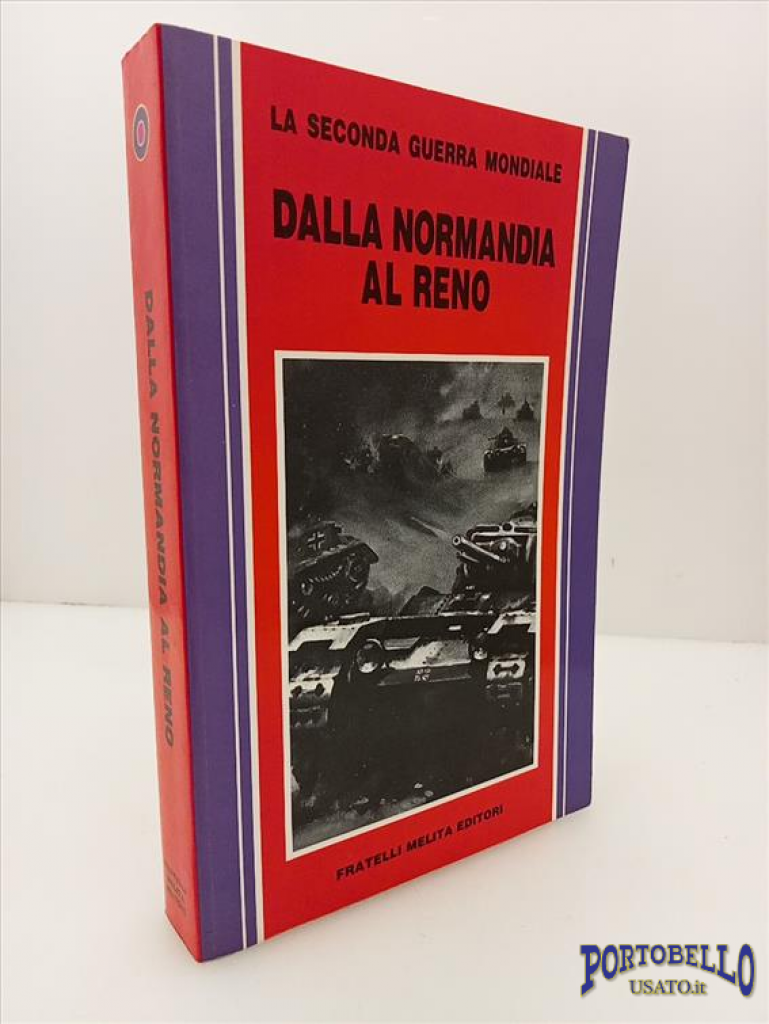 LA SECONDA GUERRA MONDIALE
DALLA NORMANDIA
AL RENO
FRATELLI MELITA EDITORI
DALLA NORMANDIA AL RENO
PORTOBELLO
USATO.it